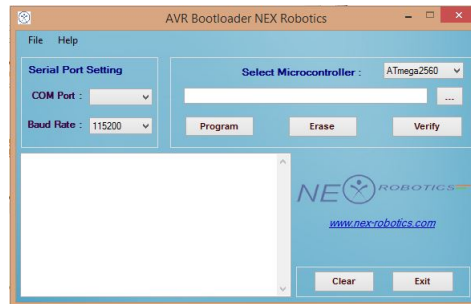 AVR Bootloader NEX Robotics
File Help
Serial Port Setting
COM Port :
Baud Rate : 115200
Select Microcontroller : ATmega2560
...
Program Erase Verify
NEX ROBOTICS
www.nex-robotics.com
Clear Exit